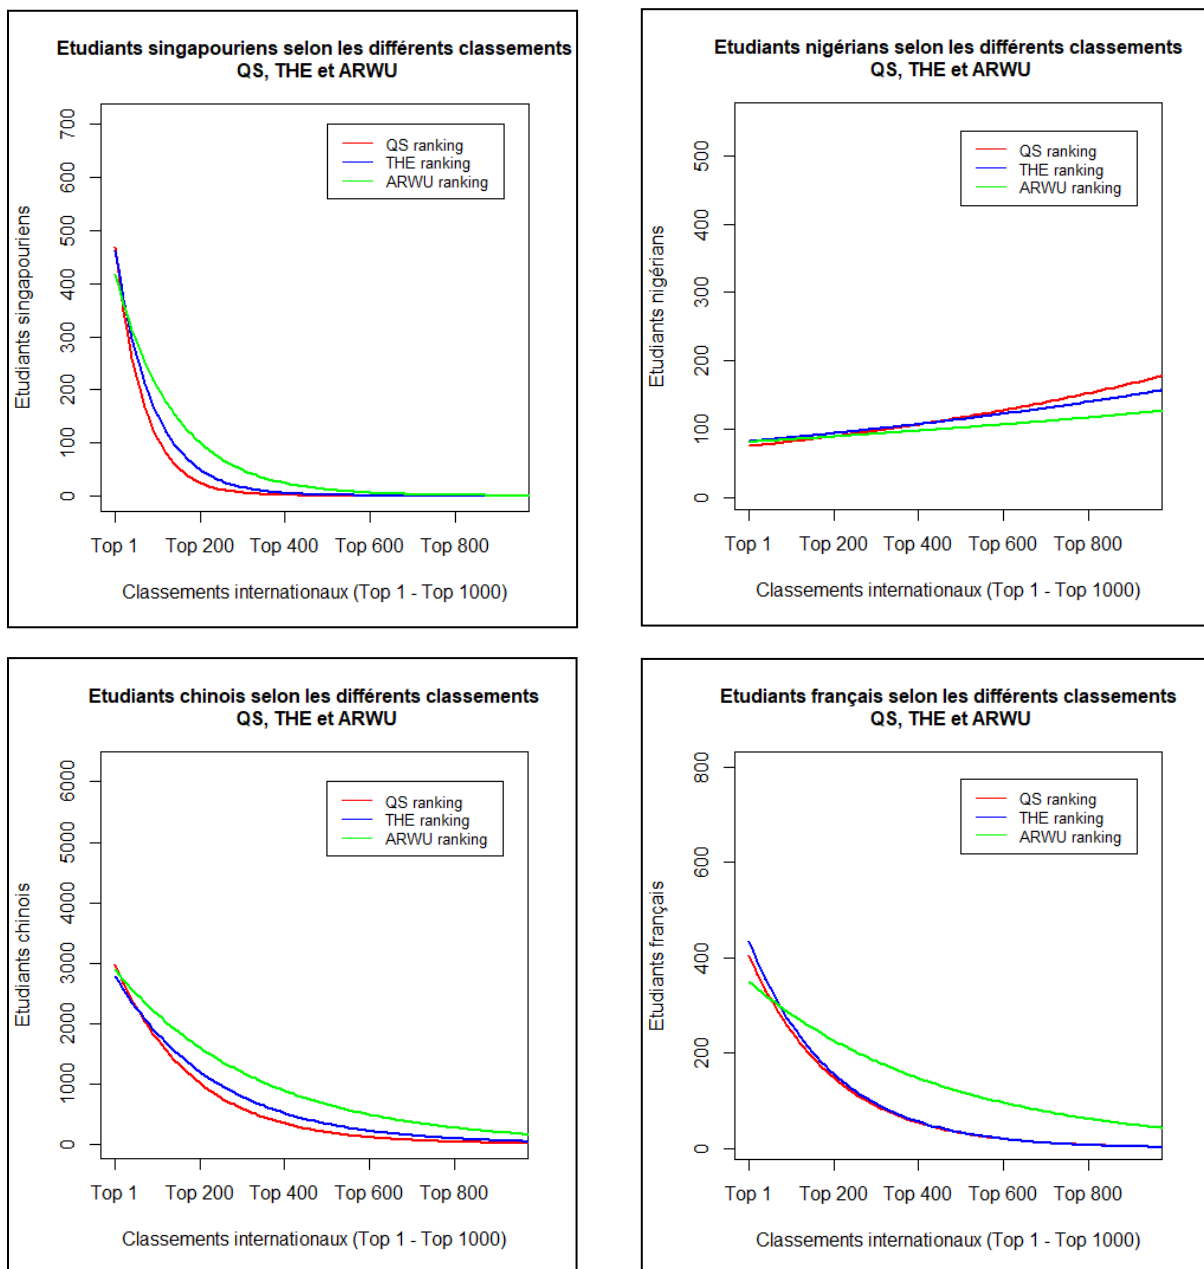 Etudiants singapouriens selon les différents classements
QS, THE et ARWU
700
600
500
400
300
200
100
0
Etudiants singapouriens
QS ranking
THE ranking
ARWU ranking
Top 1
Top 200
Top 400
Top 600
Top 800
Classements internationaux (Top 1 - Top 1000)
Etudiants nigérians selon les différents classements
QS, THE et ARWU
500
400
300
200
100
0
Etudiants nigérians
QS ranking
THE ranking
ARWU ranking
Top 1
Top 200
Top 400
Top 600
Top 800
Classements internationaux (Top 1 - Top 1000)
Etudiants chinois selon les différents classements
QS, THE et ARWU
6000
5000
4000
3000
2000
1000
0
Etudiants chinois
QS ranking
THE ranking
ARWU ranking
Top 1
Top 200
Top 400
Top 600
Top 800
Classements internationaux (Top 1 - Top 1000)
Etudiants français selon les différents classements
QS, THE et ARWU
800
600
400
200
0
Etudiants français
QS ranking
THE ranking
ARWU ranking
Top 1
Top 200
Top 400
Top 600
Top 800
Classements internationaux (Top 1 - Top 1000)